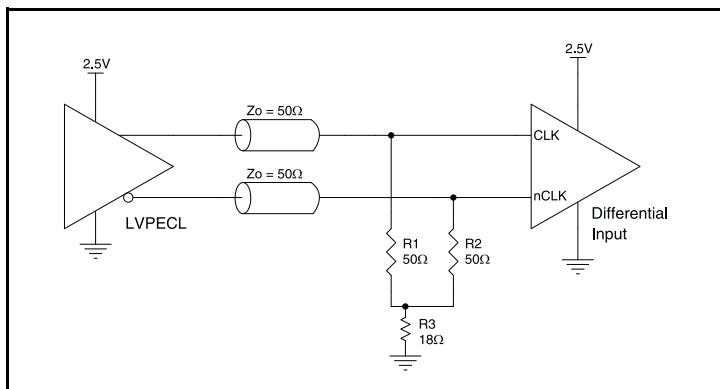 2.5V
2.5V
Zo = 50Ω
CLK
Zo = 50Ω
nCLK
LVPECL
Differential
Input
R1
50Ω
R2
50Ω
R3
18Ω